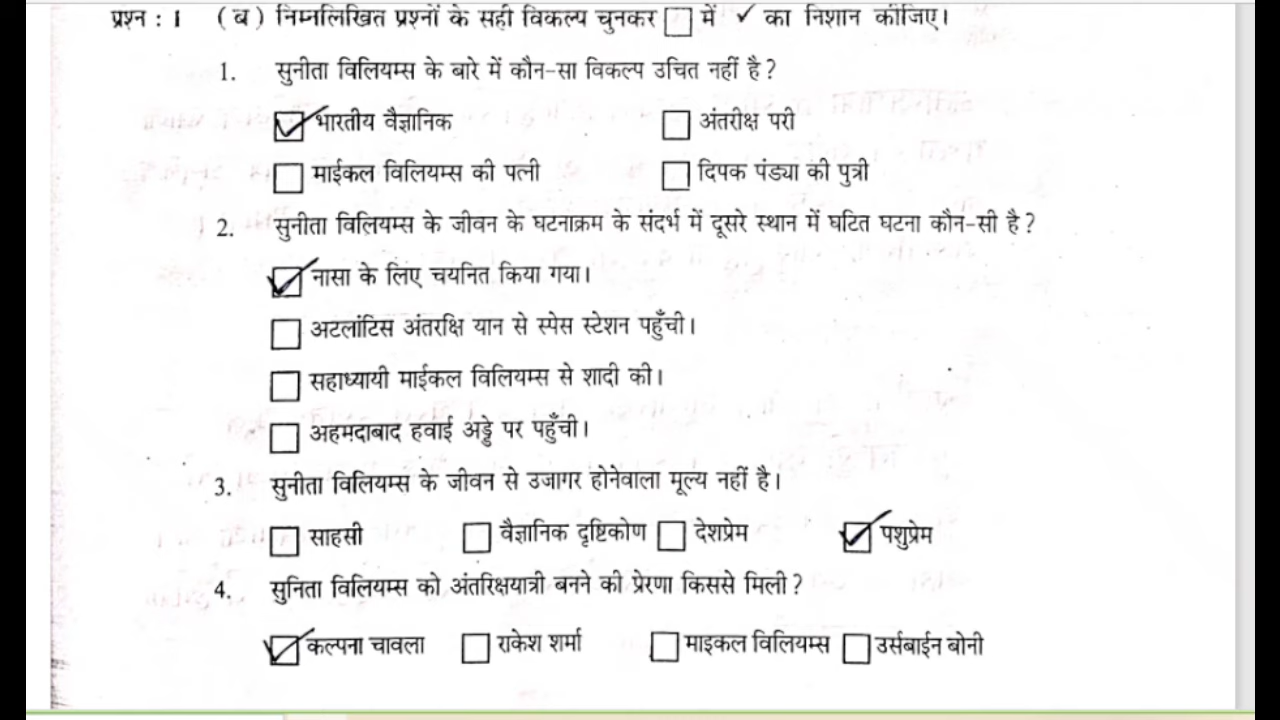 प्रश्न : 1 (ब) निम्नलिखित प्रश्नों के सही विकल्प चुनकर □ में ✓ का निशान कीजिए।
1. सुनीता विलियम्स के बारे में कौन-सा विकल्प उचित नहीं है?
☑ भारतीय वैज्ञानिक □ अंतरीक्ष परी
□ माईकल विलियम्स की पत्नी □ दिपक पंड्या की पुत्री
2. सुनीता विलियम्स के जीवन के घटनाक्रम के संदर्भ में दूसरे स्थान में घटित घटना कौन-सी है?
☑ नासा के लिए चयनित किया गया।
□ अटलांटिस अंतरक्षि यान से स्पेस स्टेशन पहुँची।
□ सहाध्यायी माईकल विलियम्स से शादी की।
□ अहमदाबाद हवाई अड्डे पर पहुँची।
3. सुनीता विलियम्स के जीवन से उजागर होनेवाला मूल्य नहीं है।
□ साहसी □ वैज्ञानिक दृष्टिकोण □ देशप्रेम ☑ पशुप्रेम
4. सुनिता विलियम्स को अंतरिक्षयात्री बनने की प्रेरणा किससे मिली?
☑ कल्पना चावला □ राकेश शर्मा □ माइकल विलियम्स □ उर्सबाईन बोनी